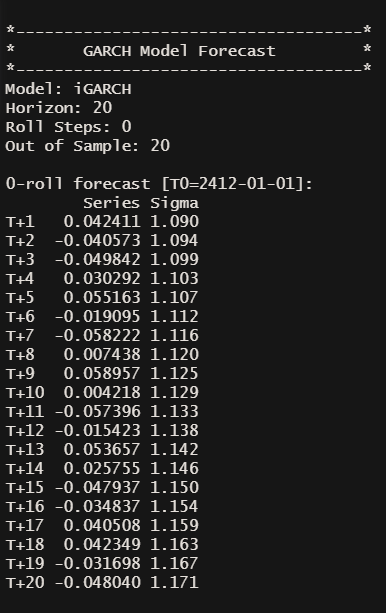 *-----------------------------------*
*       GARCH Model Forecast         *
*-----------------------------------*
Model: iGARCH
Horizon: 20
Roll Steps: 0
Out of Sample: 20

0-roll forecast [T0=2412-01-01]:
        Series Sigma
T+1   0.042411 1.090
T+2  -0.040573 1.094
T+3  -0.049842 1.099
T+4   0.030292 1.103
T+5   0.055163 1.107
T+6  -0.019095 1.112
T+7  -0.058222 1.116
T+8   0.007438 1.120
T+9   0.058957 1.125
T+10  0.004218 1.129
T+11 -0.057396 1.133
T+12 -0.015423 1.138
T+13  0.053657 1.142
T+14  0.025755 1.146
T+15 -0.047937 1.150
T+16 -0.034837 1.154
T+17  0.040508 1.159
T+18  0.042349 1.163
T+19 -0.031698 1.167
T+20 -0.048040 1.171